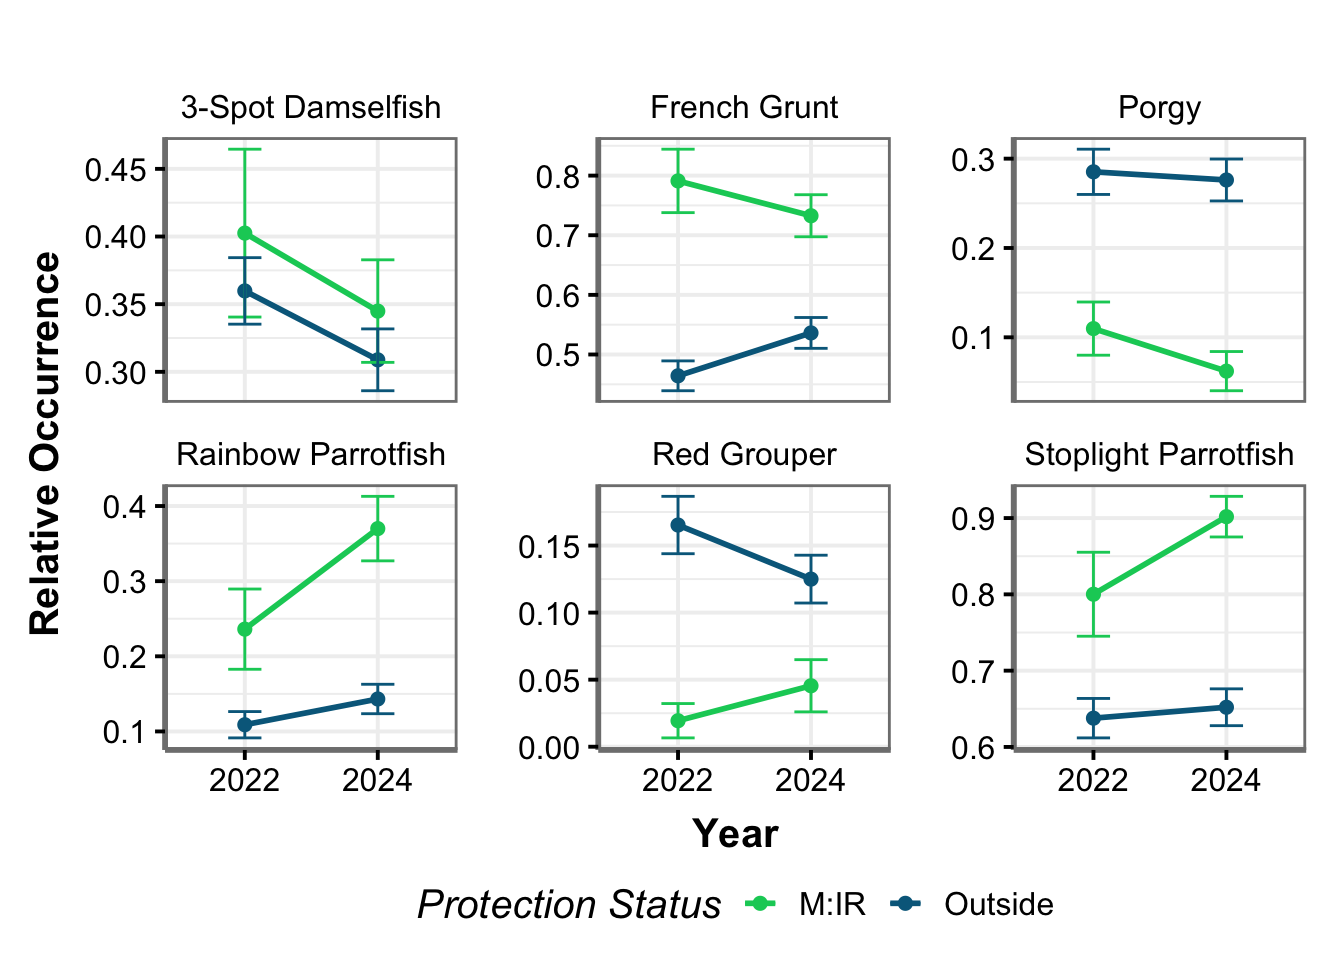 3-Spot Damselfish
French Grunt
Porgy
0.45
0.40
0.35
0.30
0.8
0.7
0.6
0.5
0.3
0.2
0.1
Relative Occurrence
Rainbow Parrotfish
Red Grouper
Stoplight Parrotfish
0.4
0.3
0.2
0.1
0.15
0.10
0.05
0.00
0.9
0.8
0.7
0.6
2022 2024
2022 2024
2022 2024
Year
Protection Status M:IR Outside